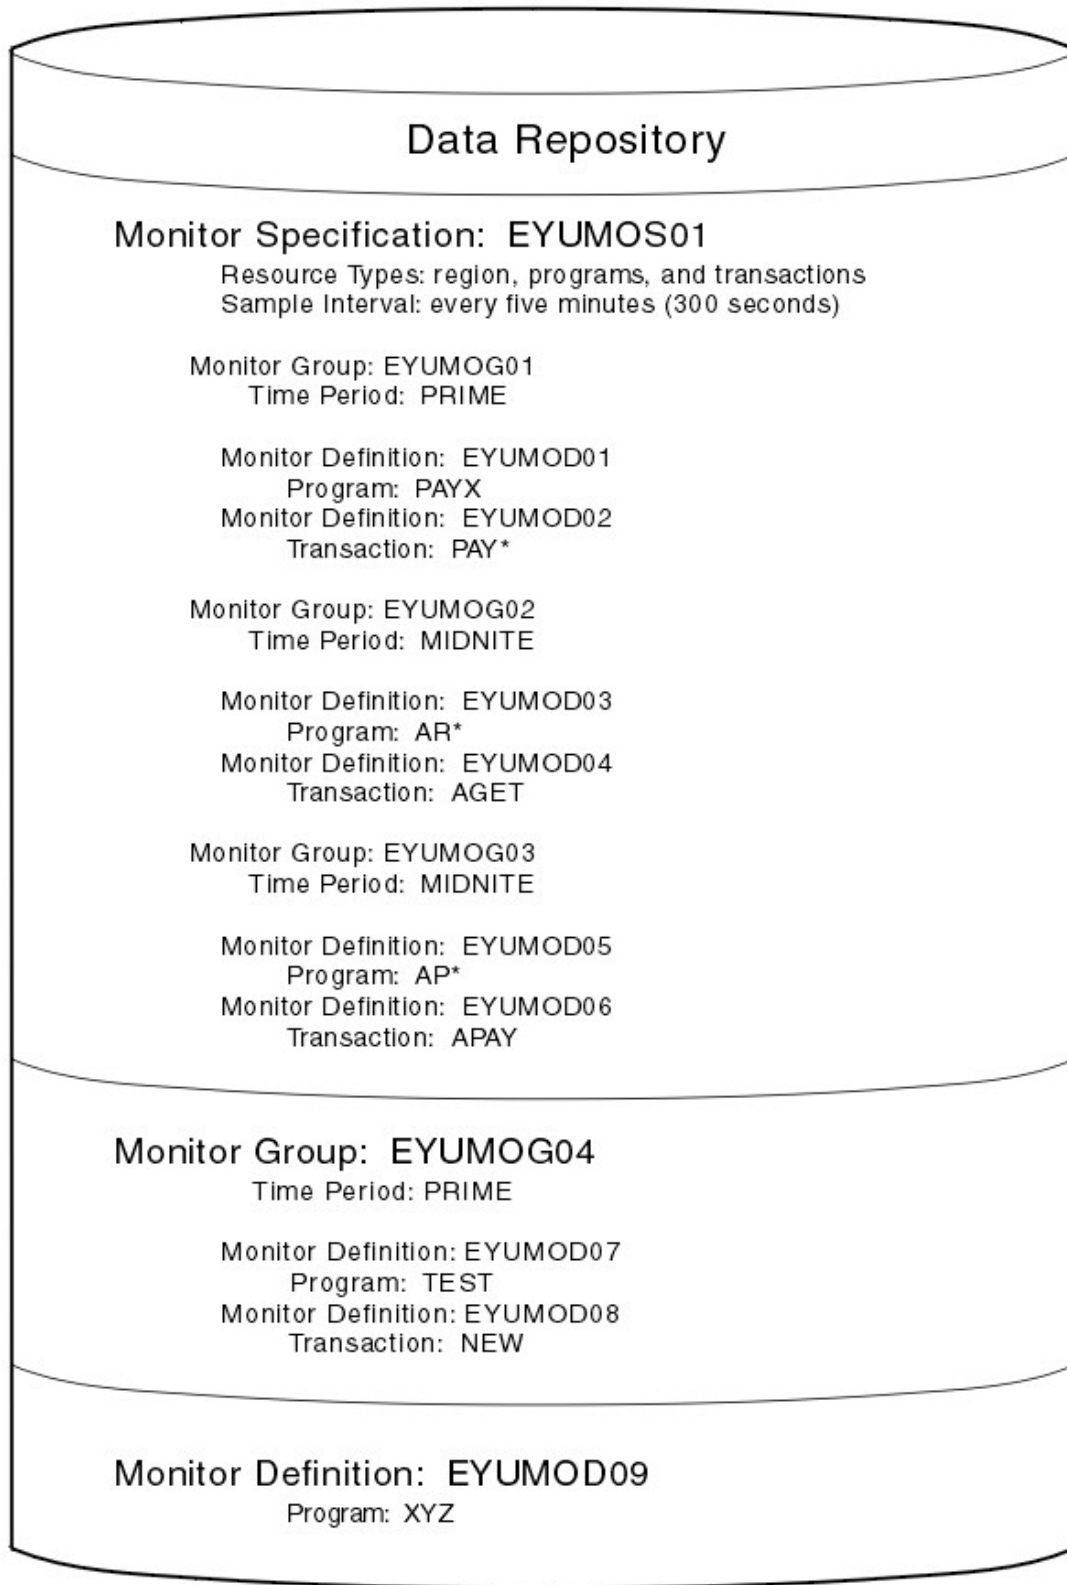 Data Repository
Monitor Specification: EYUMOS01
Resource Types: region, programs, and transactions
Sample Interval: every five minutes (300 seconds)
Monitor Group: EYUMOG01
Time Period: PRIME
Monitor Definition: EYUMOD01
Program: PAYX
Monitor Definition: EYUMOD02
Transaction: PAY*
Monitor Group: EYUMOG02
Time Period: MIDNITE
Monitor Definition: EYUMOD03
Program: AR*
Monitor Definition: EYUMOD04
Transaction: AGET
Monitor Group: EYUMOG03
Time Period: MIDNITE
Monitor Definition: EYUMOD05
Program: AP*
Monitor Definition: EYUMOD06
Transaction: APAY
Monitor Group: EYUMOG04
Time Period: PRIME
Monitor Definition: EYUMOD07
Program: TEST
Monitor Definition: EYUMOD08
Transaction: NEW
Monitor Definition: EYUMOD09
Program: XYZ